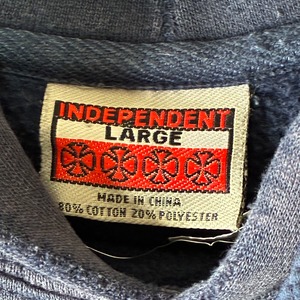 INDEPENDENT
LARGE
MADE IN CHINA
80% COTTON 20% POLYESTER